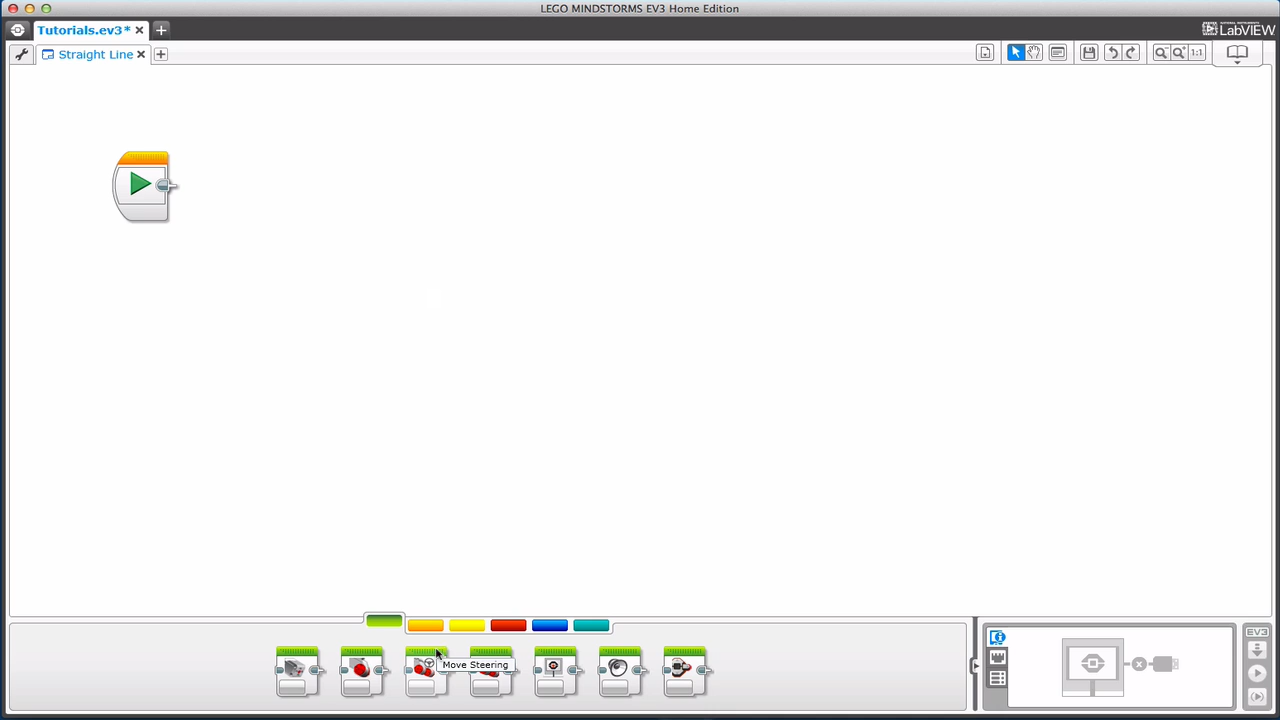 LEGO MINDSTORMS EV3 Home Edition
Tutorials.ev3*
LabVIEW
Straight Line
1:1
Move Steering
EV3